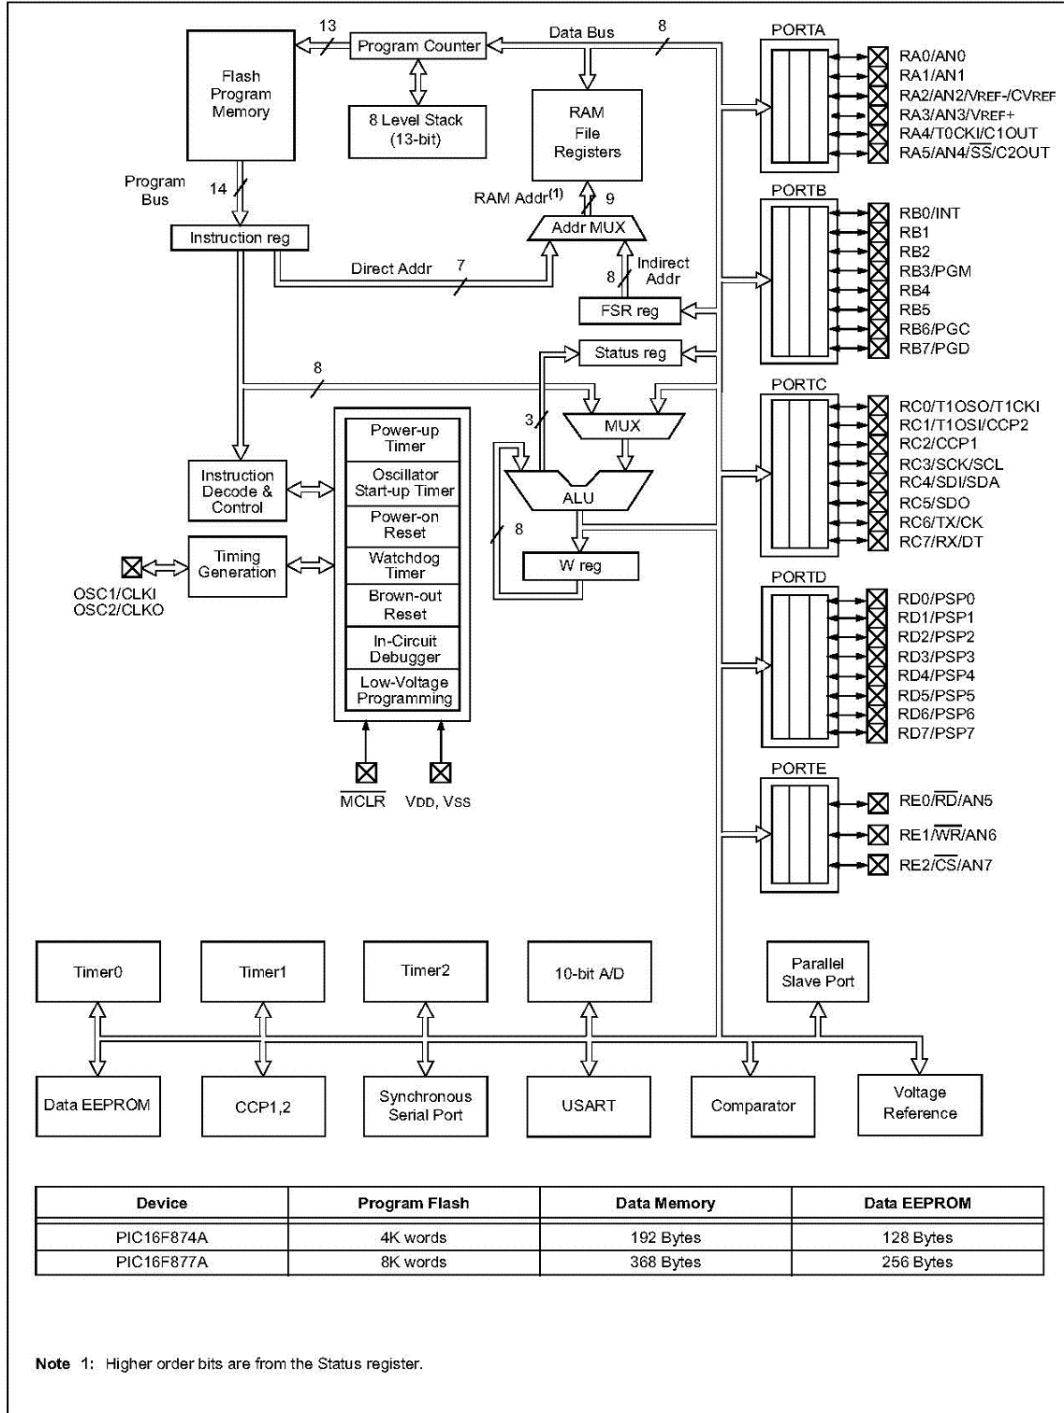 13
Program Counter
Data Bus
8
PORTA
Flash
Program
Memory
8 Level Stack
(13-bit)
RAM
File
Registers
RA0/AN0
RA1/AN1
RA2/AN2/VREF-/CVREF
RA3/AN3/VREF+
RA4/T0CKI/C1OUT
RA5/AN4/SS/C2OUT
Program
Bus
14
RAM Addr(1)
9
PORTB
Instruction reg
Addr MUX
RB0/INT
RB1
RB2
RB3/PGM
RB4
RB5
RB6/PGC
RB7/PGD
Direct Addr
7
8
Indirect
Addr
FSR reg
Status reg
8
3
MUX
PORTC
RC0/T1OSO/T1CKI
RC1/T1OSI/CCP2
RC2/CCP1
RC3/SCK/SCL
RC4/SDI/SDA
RC5/SDO
RC6/TX/CK
RC7/RX/DT
Power-up
Timer
Oscillator
Start-up Timer
Power-on
Reset
Watchdog
Timer
Brown-out
Reset
In-Circuit
Debugger
Low-Voltage
Programming
Instruction
Decode &
Control
ALU
8
W reg
Timing
Generation
OSC1/CLKI
OSC2/CLKO
PORTD
RD0/PSP0
RD1/PSP1
RD2/PSP2
RD3/PSP3
RD4/PSP4
RD5/PSP5
RD6/PSP6
RD7/PSP7
MCLR
VDD, VSS
PORTE
RE0/RD/AN5
RE1/WR/AN6
RE2/CS/AN7
Timer0
Timer1
Timer2
10-bit A/D
Parallel
Slave Port
Data EEPROM
CCP1,2
Synchronous
Serial Port
USART
Comparator
Voltage
Reference
Device Program Flash Data Memory Data EEPROM
PIC16F874A 4K words 192 Bytes 128 Bytes
PIC16F877A 8K words 368 Bytes 256 Bytes
Note 1: Higher order bits are from the Status register.